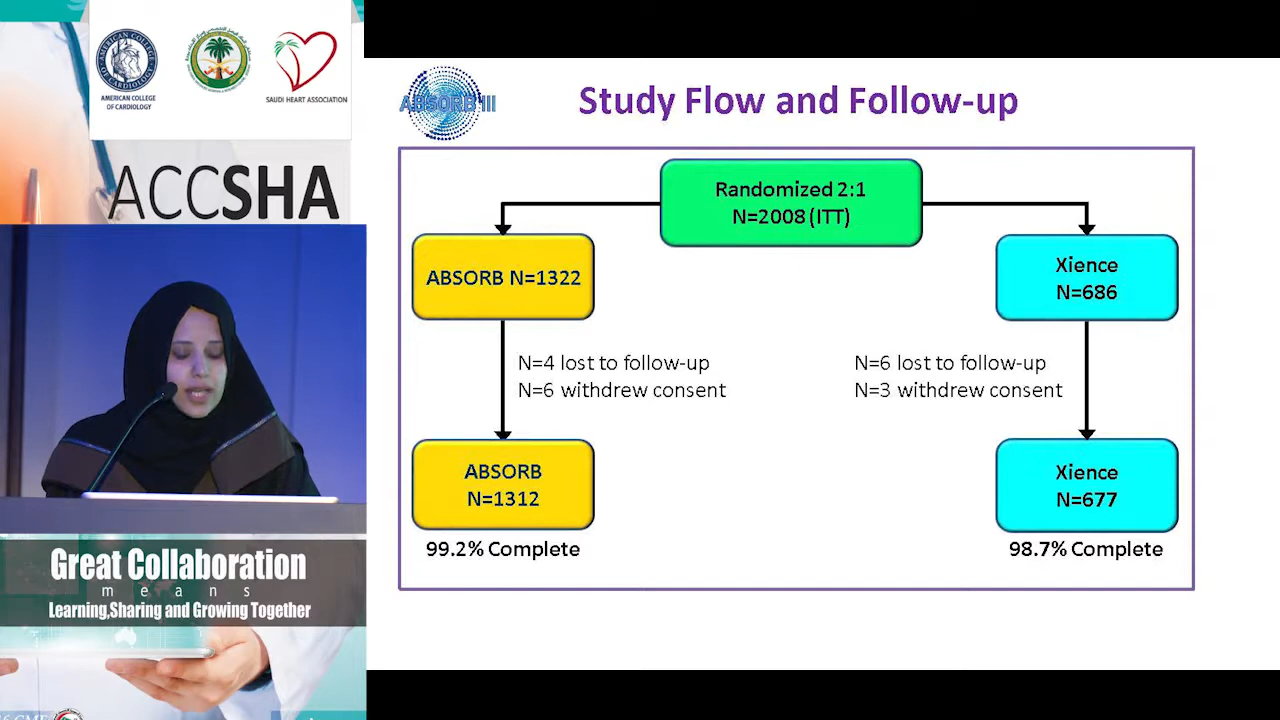 AMERICAN COLLEGE
OF CARDIOLOGY
SAUDI HEART ASSOCIATION
ACCSHA
ABSORB III
Study Flow and Follow-up
Randomized 2:1
N=2008 (ITT)
ABSORB N=1322
Xience
N=686
N=4 lost to follow-up
N=6 withdrew consent
N=6 lost to follow-up
N=3 withdrew consent
ABSORB
N=1312
Xience
N=677
99.2% Complete
98.7% Complete
Great Collaboration
means
Learning,Sharing and Growing Together